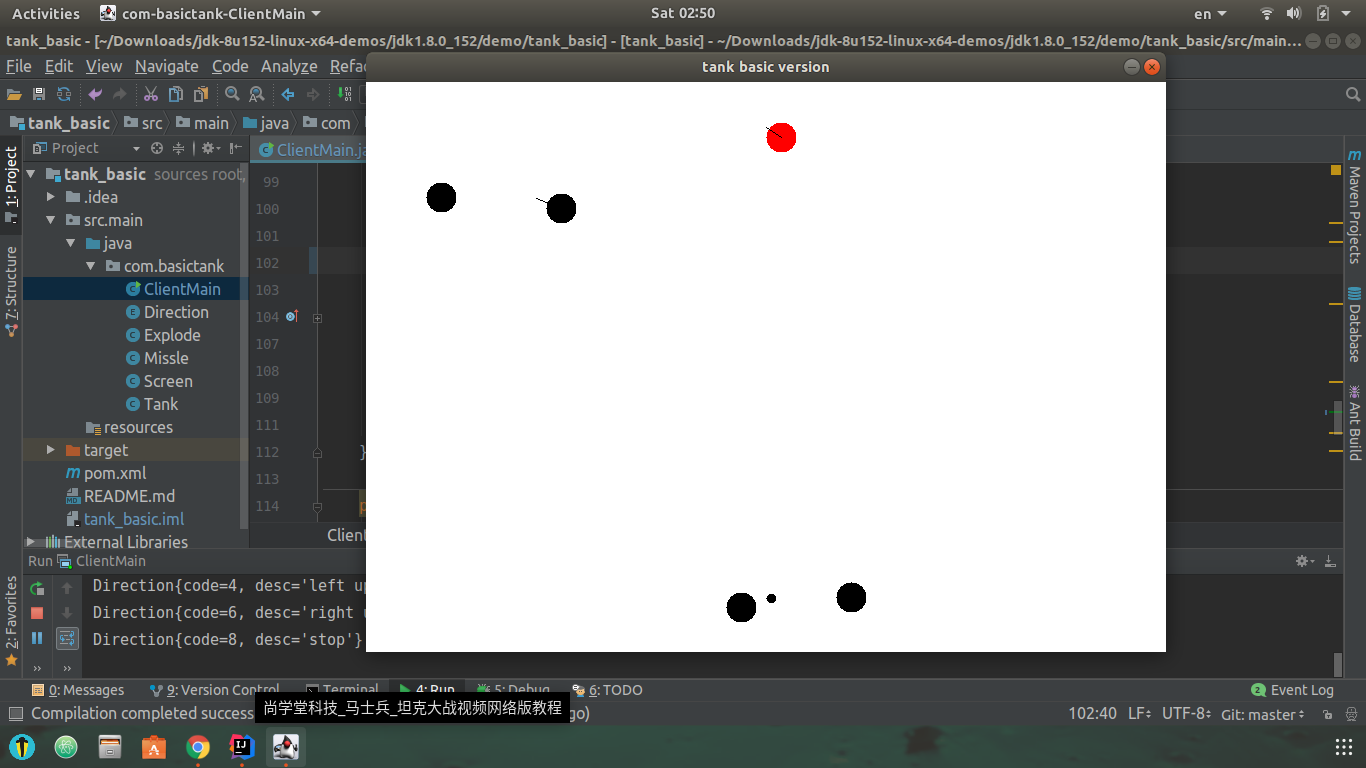 Activities com-basictank-ClientMain Sat 02:50 en
tank_basic - [~/Downloads/jdk-8u152-linux-x64-demos/jdk1.8.0_152/demo/tank_basic] - [tank_basic] - ~/Downloads/jdk-8u152-linux-x64-demos/jdk1.8.0_152/demo/tank_basic/src/main...
File Edit View Navigate Code Analyze Refa
tank basic version
tank_basic src main java com
1: Project
7: Structure
2: Favorites
Project
ClientMain.ja
tank_basic sources root,
.idea
src.main
java
com.basictank
ClientMain
Direction
Explode
Missle
Screen
Tank
resources
target
pom.xml
README.md
tank_basic.iml
External Libraries
99
100
101
102
103
104
107
108
109
111
112 }
113
114
Client
Maven Projects
Database
Ant Build
Run ClientMain
Direction{code=4, desc='left up
Direction{code=6, desc='right u
Direction{code=8, desc='stop'}
0: Messages 9: Version Control Terminal 4: Run 5: Debug 6: TODO 2 Event Log
Compilation completed success go) 102:40 LF UTF-8 Git: master
尚学堂科技_马士兵_坦克大战视频网络版教程